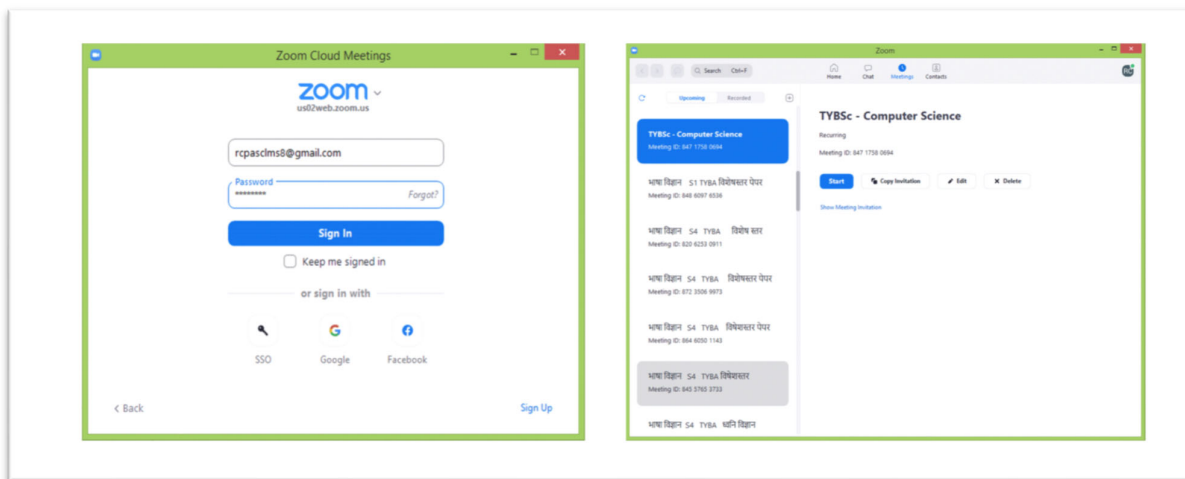 Zoom Cloud Meetings
zoom
us02web.zoom.us
rcpasclms8@gmail.com
Password
Forgot?
Sign In
Keep me signed in
or sign in with
SSO Google Facebook
< Back Sign Up
Zoom
Search Ctrl+F
Home Chat Meetings Contacts
RC
Upcoming Recorded
TYBSc - Computer Science
Meeting ID: 847 1758 0694
भाषा विज्ञान S1 TYBA विशेषस्तर पेपर
Meeting ID: 848 6097 6536
भाषा विज्ञान S4 TYBA विशेष स्तर
Meeting ID: 820 6253 0911
भाषा विज्ञान S4 TYBA विशेषस्तर पेपर
Meeting ID: 872 3506 9973
भाषा विज्ञान S4 TYBA विषेशस्तर पेपर
Meeting ID: 864 6050 1143
भाषा विज्ञान S4 TYBA विषेशस्तर
Meeting ID: 845 5765 3733
भाषा विज्ञान S4 TYBA ध्वनि विज्ञान
TYBSc - Computer Science
Recurring
Meeting ID: 847 1758 0694
Start Copy Invitation Edit Delete
Show Meeting Invitation